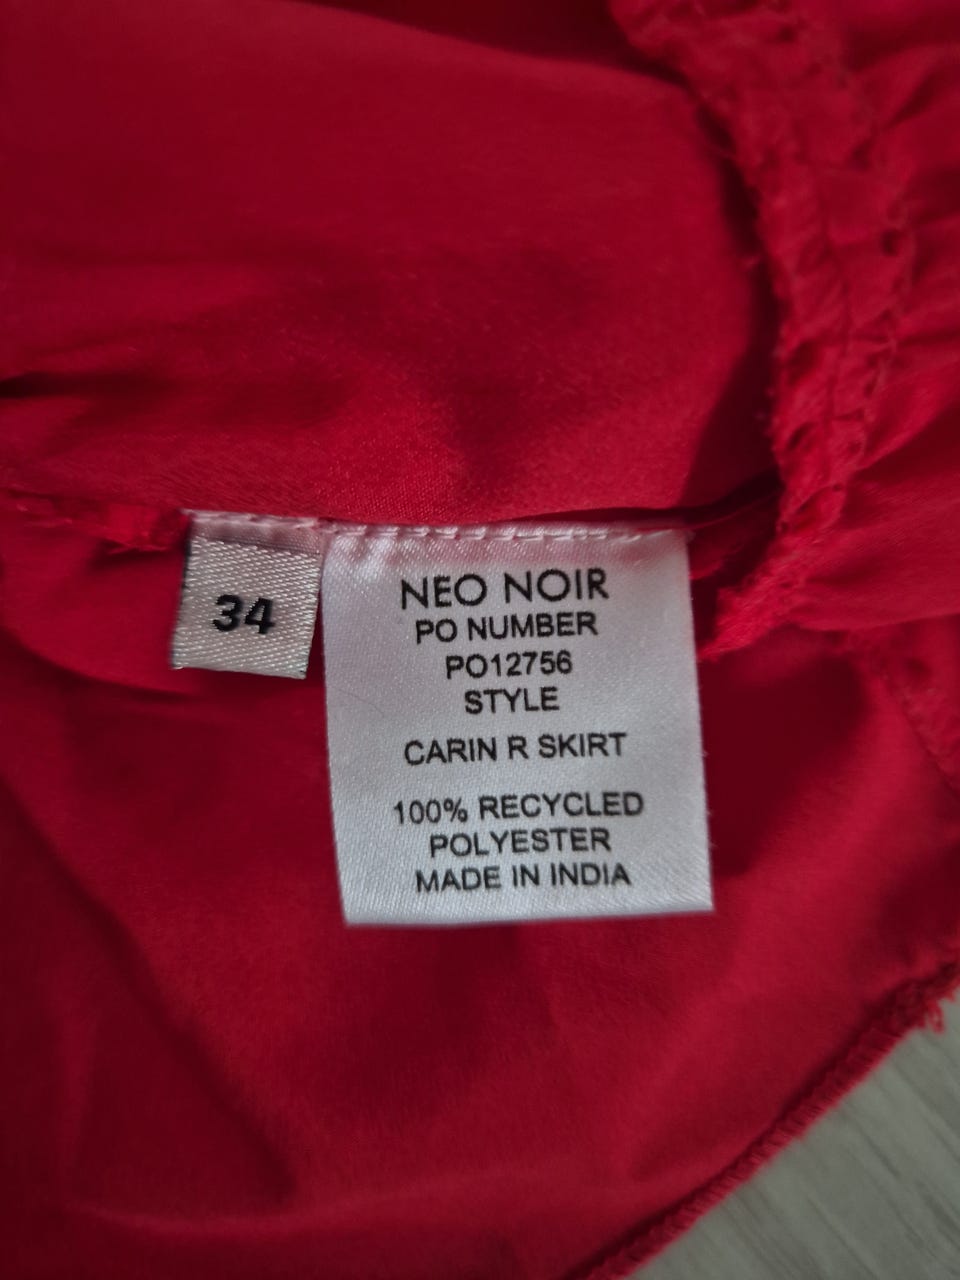 34
NEO NOIR
PO NUMBER
PO12756
STYLE
CARIN R SKIRT
100% RECYCLED
POLYESTER
MADE IN INDIA